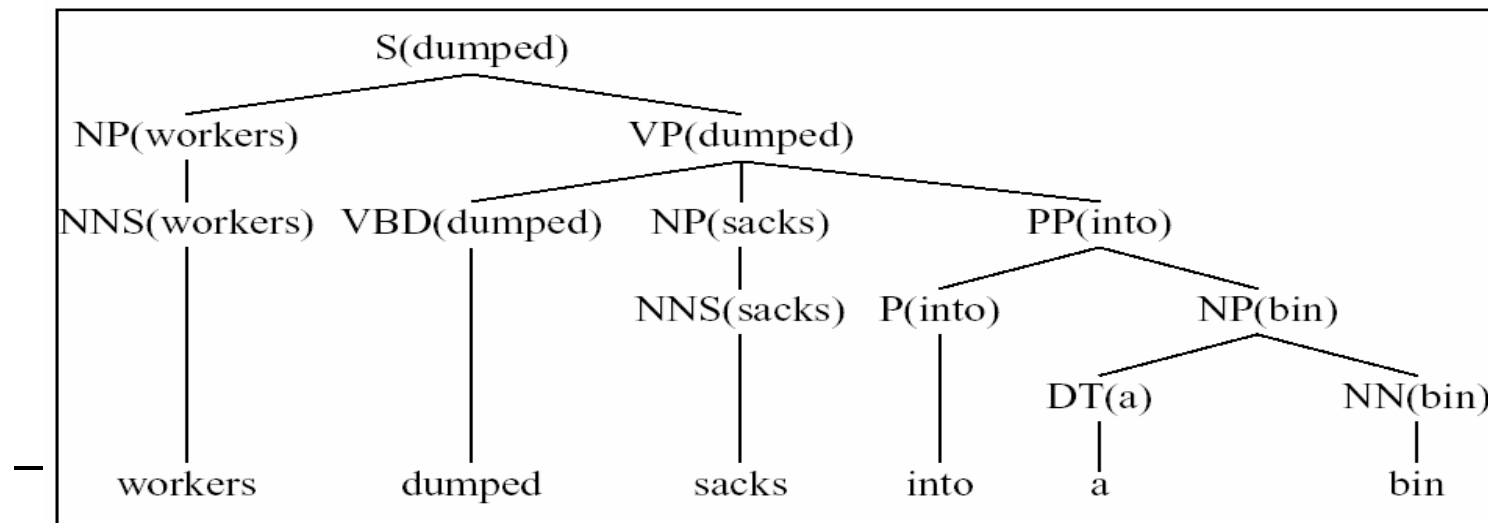 S(dumped)
NP(workers) VP(dumped)
NNS(workers) VBD(dumped) NP(sacks) PP(into)
NNS(sacks) P(into) NP(bin)
DT(a) NN(bin)
workers dumped sacks into a bin